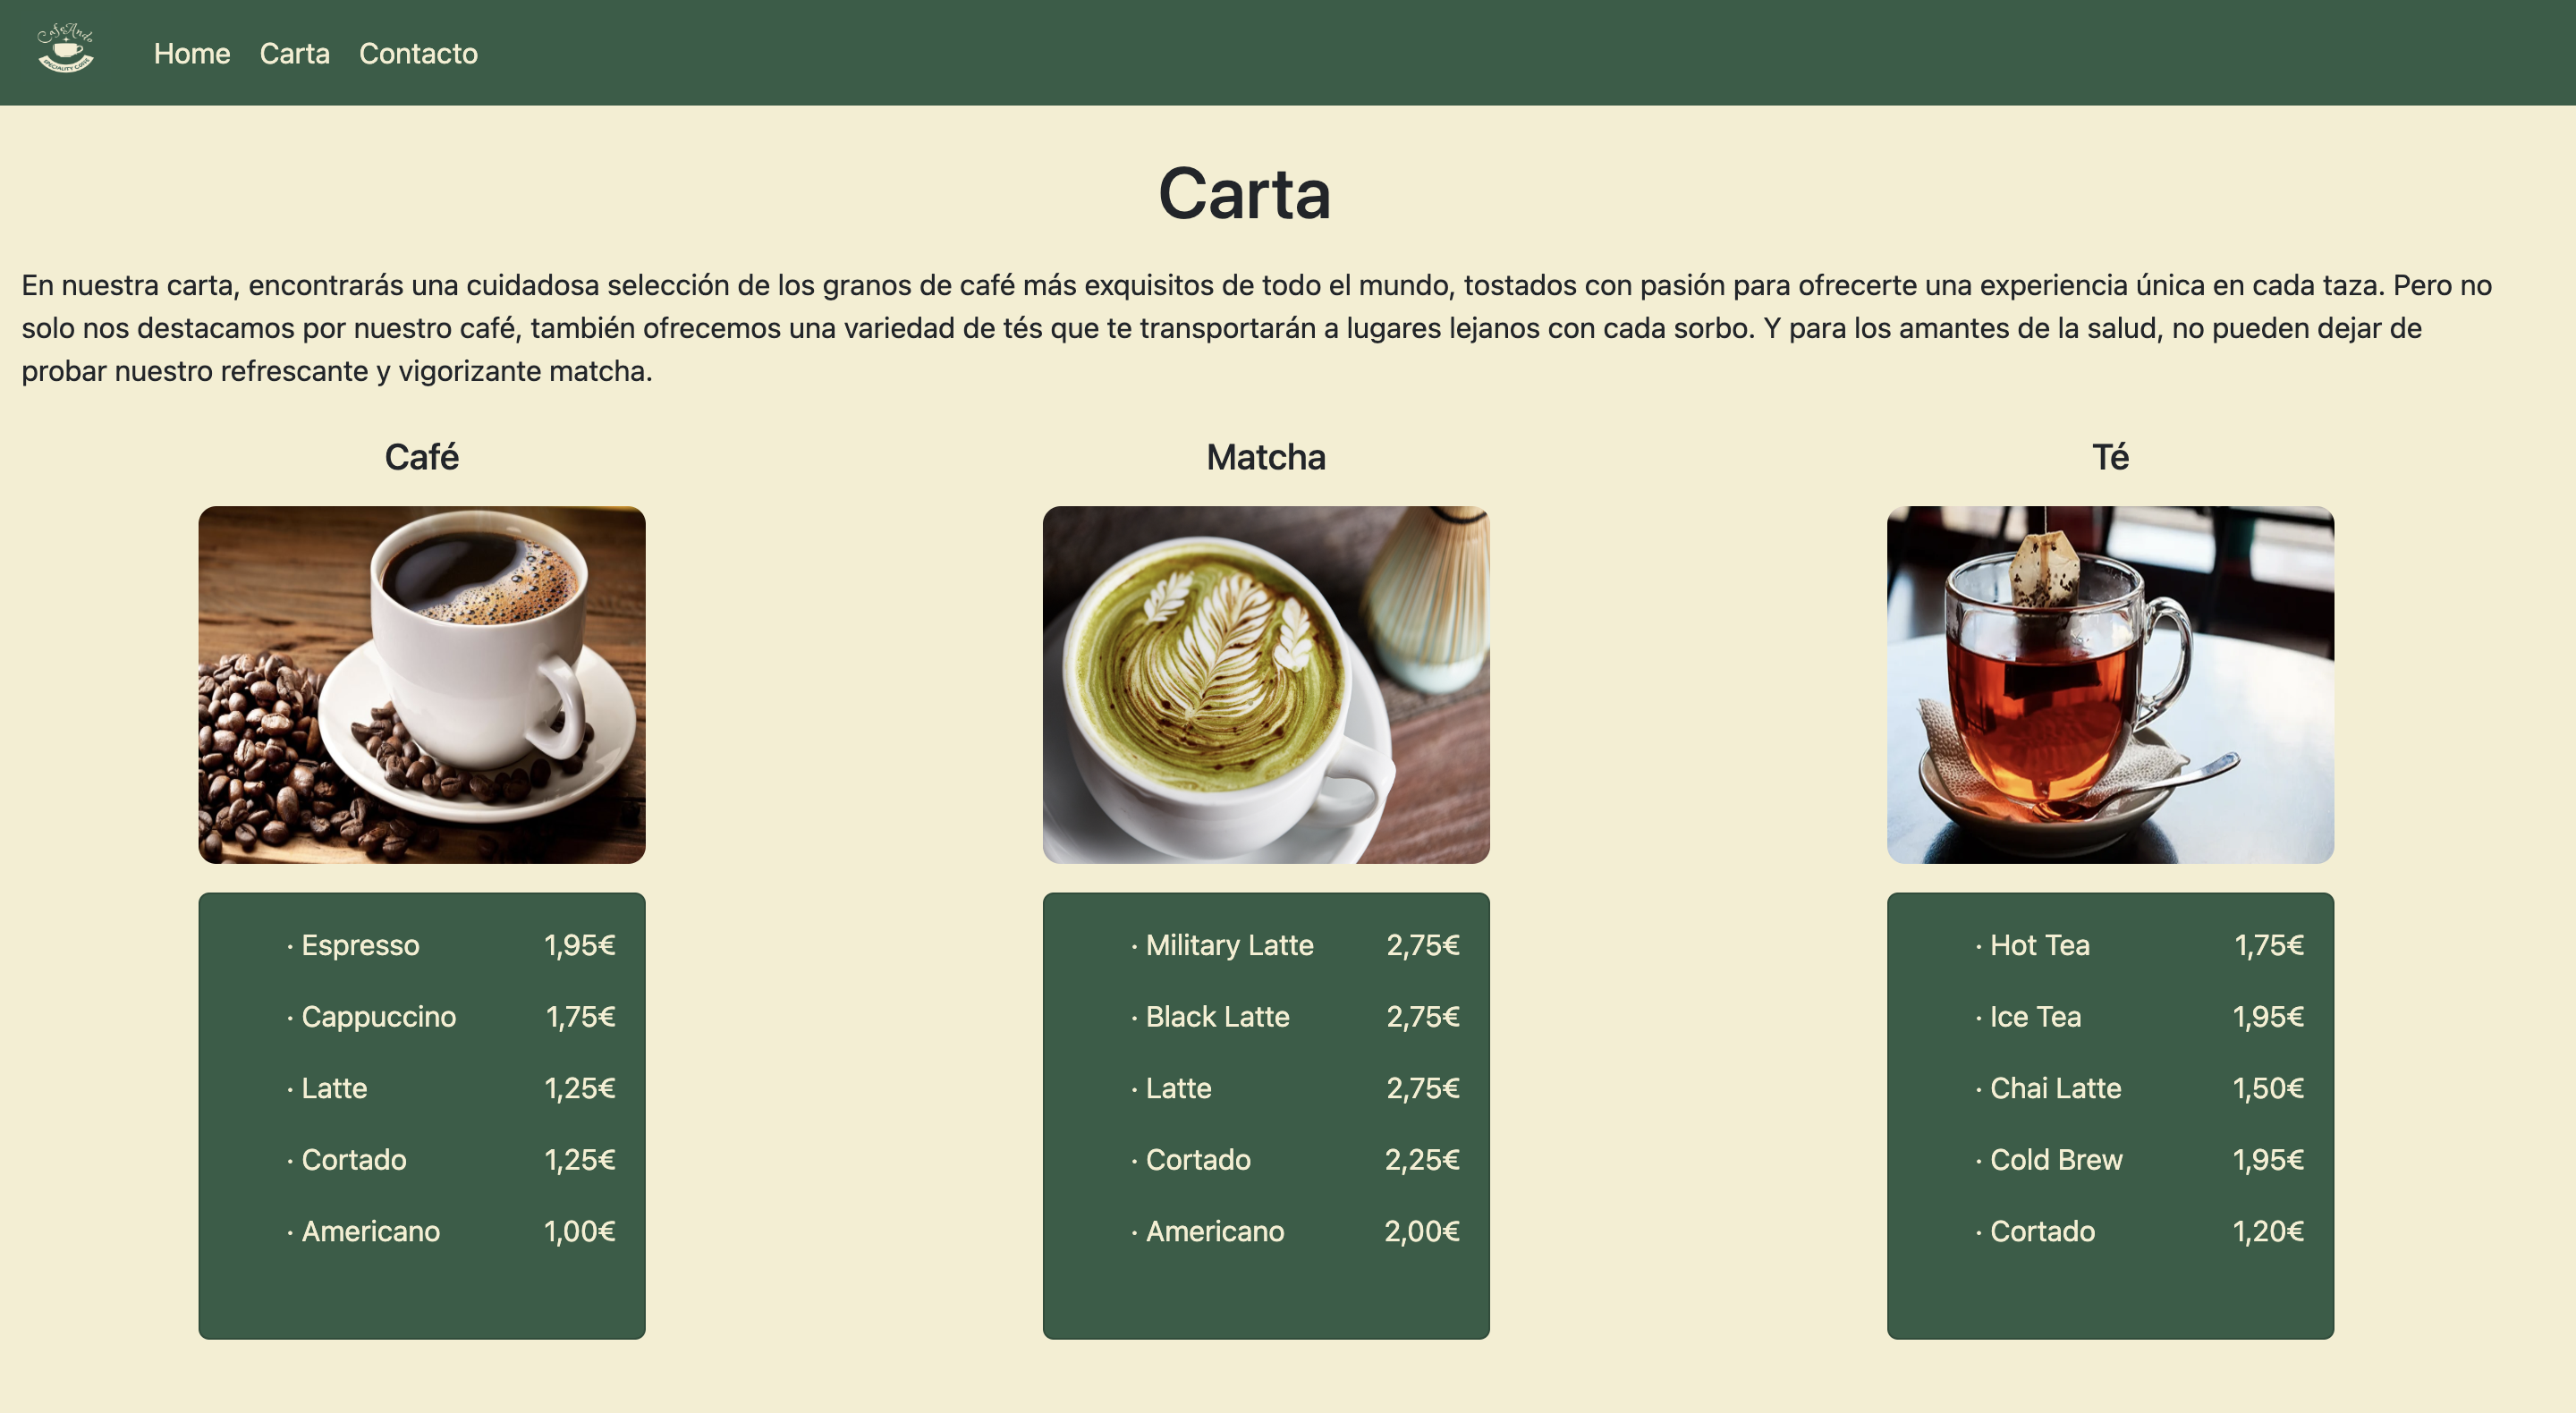 CafeAndo
SPECIALITY COFFEE
Home Carta Contacto
Carta
En nuestra carta, encontrarás una cuidadosa selección de los granos de café más exquisitos de todo el mundo, tostados con pasión para ofrecerte una experiencia única en cada taza. Pero no
solo nos destacamos por nuestro café, también ofrecemos una variedad de tés que te transportarán a lugares lejanos con cada sorbo. Y para los amantes de la salud, no pueden dejar de
probar nuestro refrescante y vigorizante matcha.
Café
· Espresso 1,95€
· Cappuccino 1,75€
· Latte 1,25€
· Cortado 1,25€
· Americano 1,00€
Matcha
· Military Latte 2,75€
· Black Latte 2,75€
· Latte 2,75€
· Cortado 2,25€
· Americano 2,00€
Té
· Hot Tea 1,75€
· Ice Tea 1,95€
· Chai Latte 1,50€
· Cold Brew 1,95€
· Cortado 1,20€